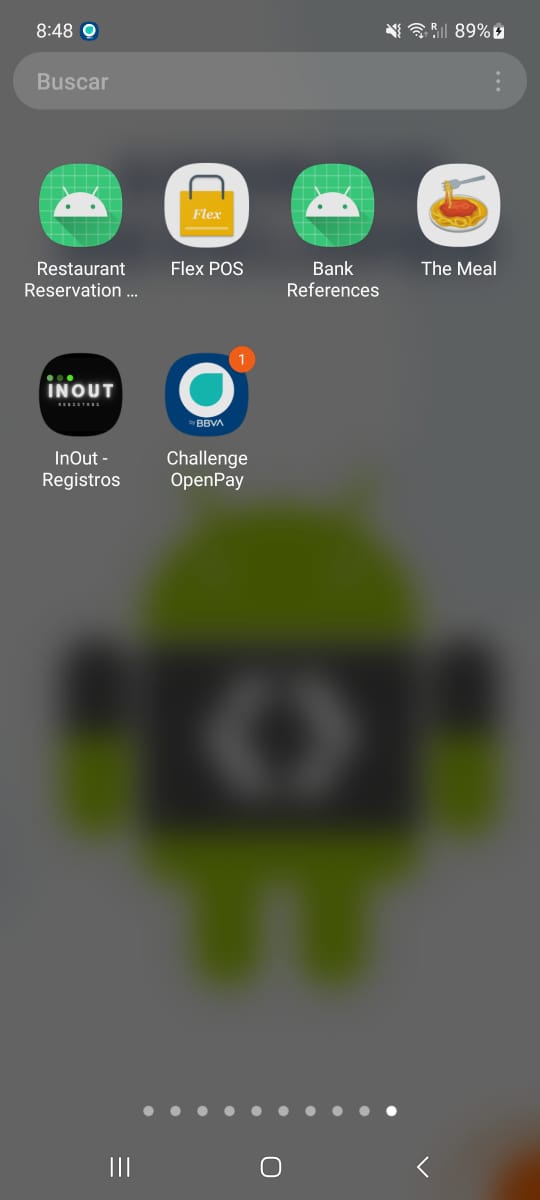 8:48
R
89%
Buscar
Flex
Restaurant
Reservation ...
Flex POS
Bank
References
The Meal
INOUT
REGISTROS
1
by BBVA
InOut -
Registros
Challenge
OpenPay